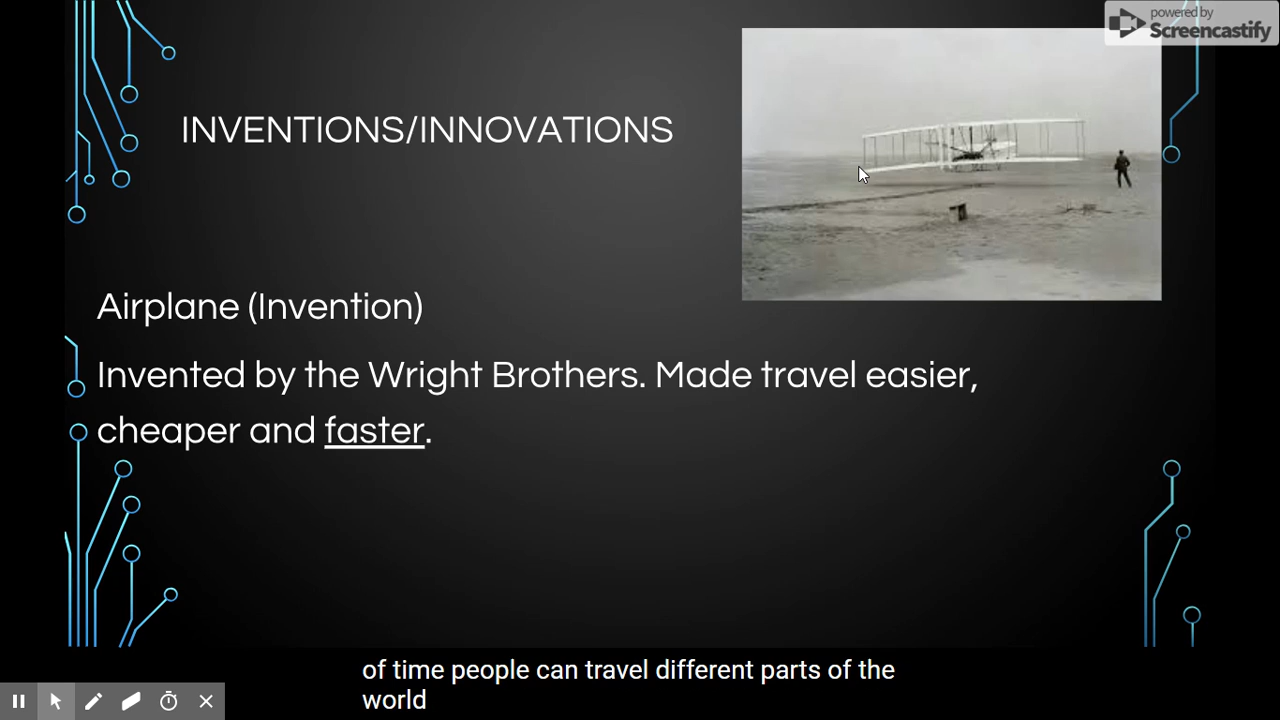 powered by
Screencastify
INVENTIONS/INNOVATIONS
Airplane (Invention)
Invented by the Wright Brothers. Made travel easier,
cheaper and faster.
of time people can travel different parts of the
world